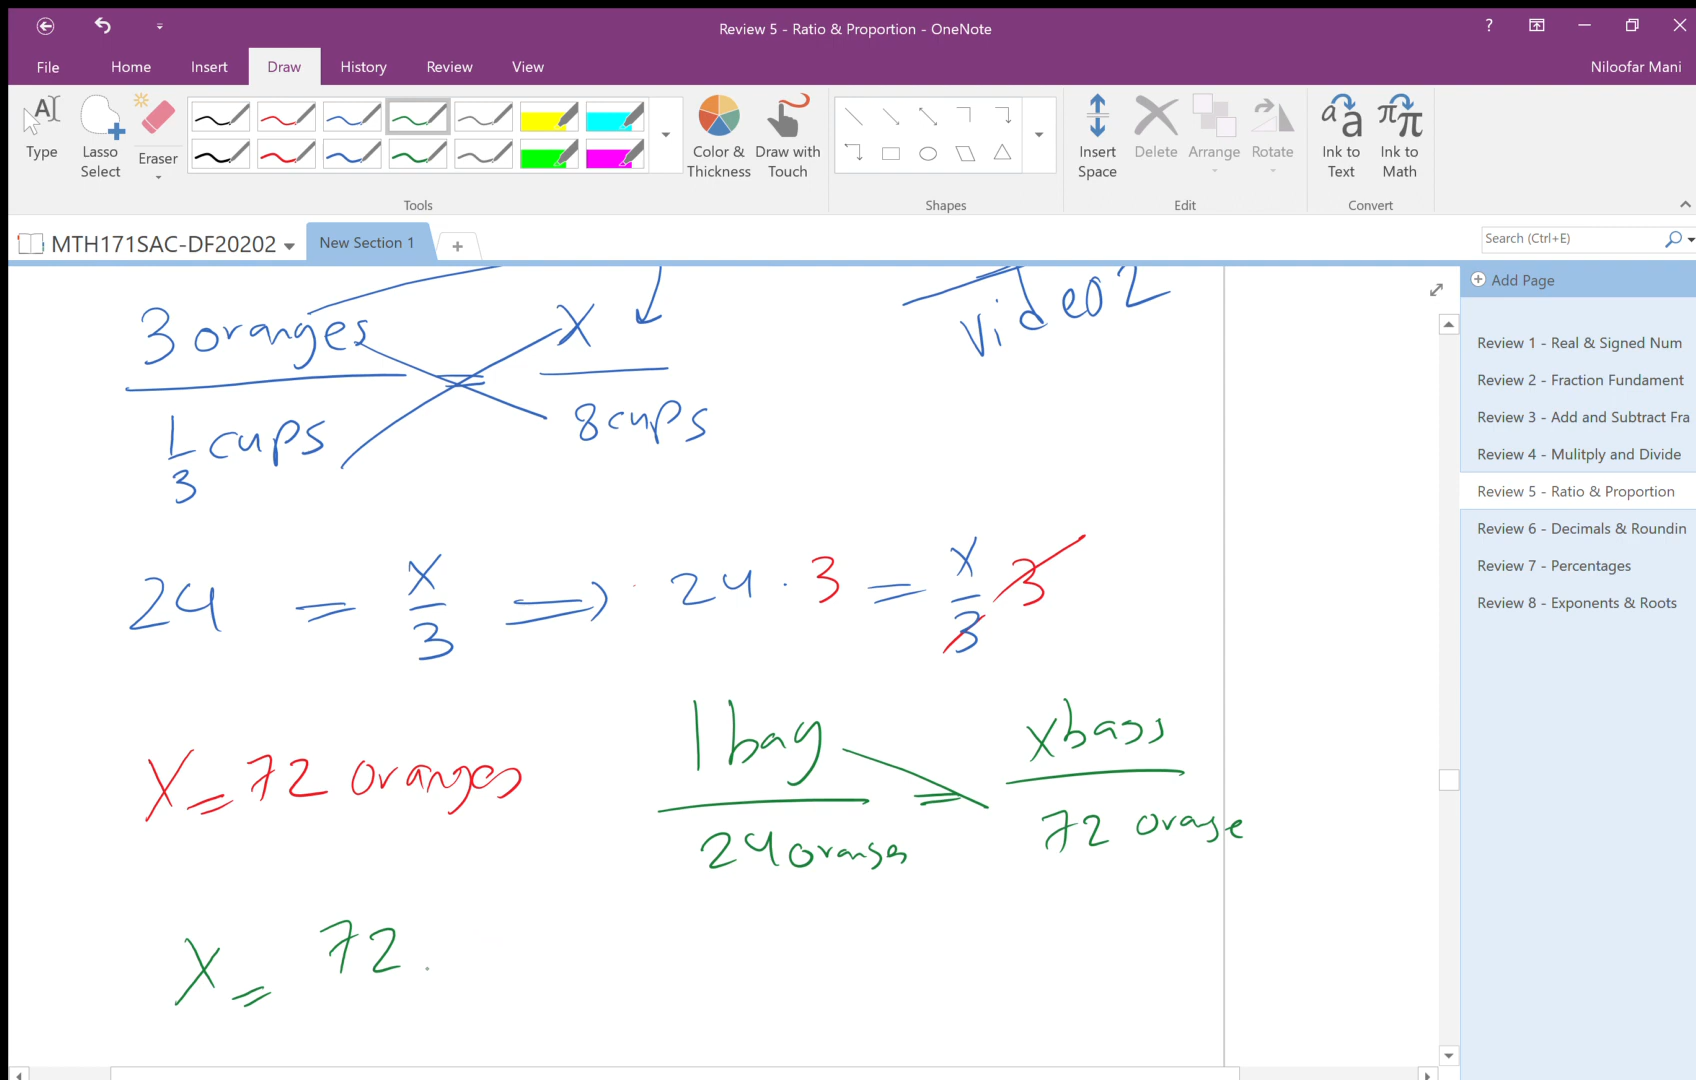 Review 5 - Ratio & Proportion - OneNote
?
File Home Insert Draw History Review View
Niloofar Mani
Type
Lasso Select
Eraser
Color & Thickness
Draw with Touch
Insert Space
Delete
Arrange
Rotate
Ink to Text
Ink to Math
Tools
Shapes
Edit
Convert
MTH171SAC-DF20202
New Section 1
+
Search (Ctrl+E)
Add Page
Review 1 - Real & Signed Num
Review 2 - Fraction Fundament
Review 3 - Add and Subtract Fra
Review 4 - Mulitply and Divide
Review 5 - Ratio & Proportion
Review 6 - Decimals & Roundin
Review 7 - Percentages
Review 8 - Exponents & Roots
video 2
3 oranges = X
1/3 cups 8 cups
24 = x/3 => 24 · 3 = x/3 3
X = 72 oranges
1 bag = x bags
24 oranges 72 orange
X = 72